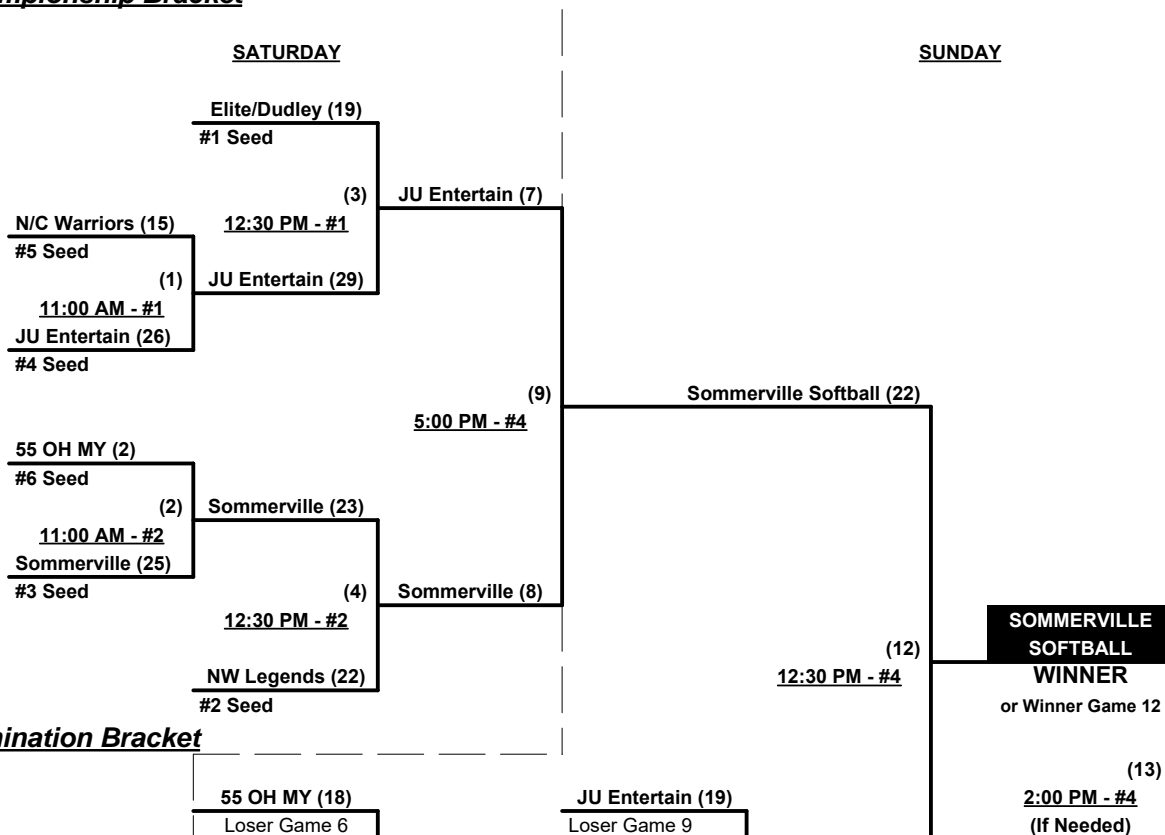 SATURDAY
SUNDAY
Elite/Dudley (19)
#1 Seed
(3)
JU Entertain (7)
N/C Warriors (15)
12:30 PM - #1
#5 Seed
(1)
JU Entertain (29)
11:00 AM - #1
JU Entertain (26)
#4 Seed
(9)
Sommerville Softball (22)
5:00 PM - #4
55 OH MY (2)
#6 Seed
(2)
Sommerville (23)
11:00 AM - #2
Sommerville (25)
#3 Seed
(4)
Sommerville (8)
12:30 PM - #2
SOMMERVILLE
SOFTBALL
(12)
WINNER
12:30 PM - #4
NW Legends (22)
#2 Seed
or Winner Game 12
Bracket
(13)
55 OH MY (18)
JU Entertain (19)
2:00 PM - #4
Loser Game 6
Loser Game 9
(If Needed)